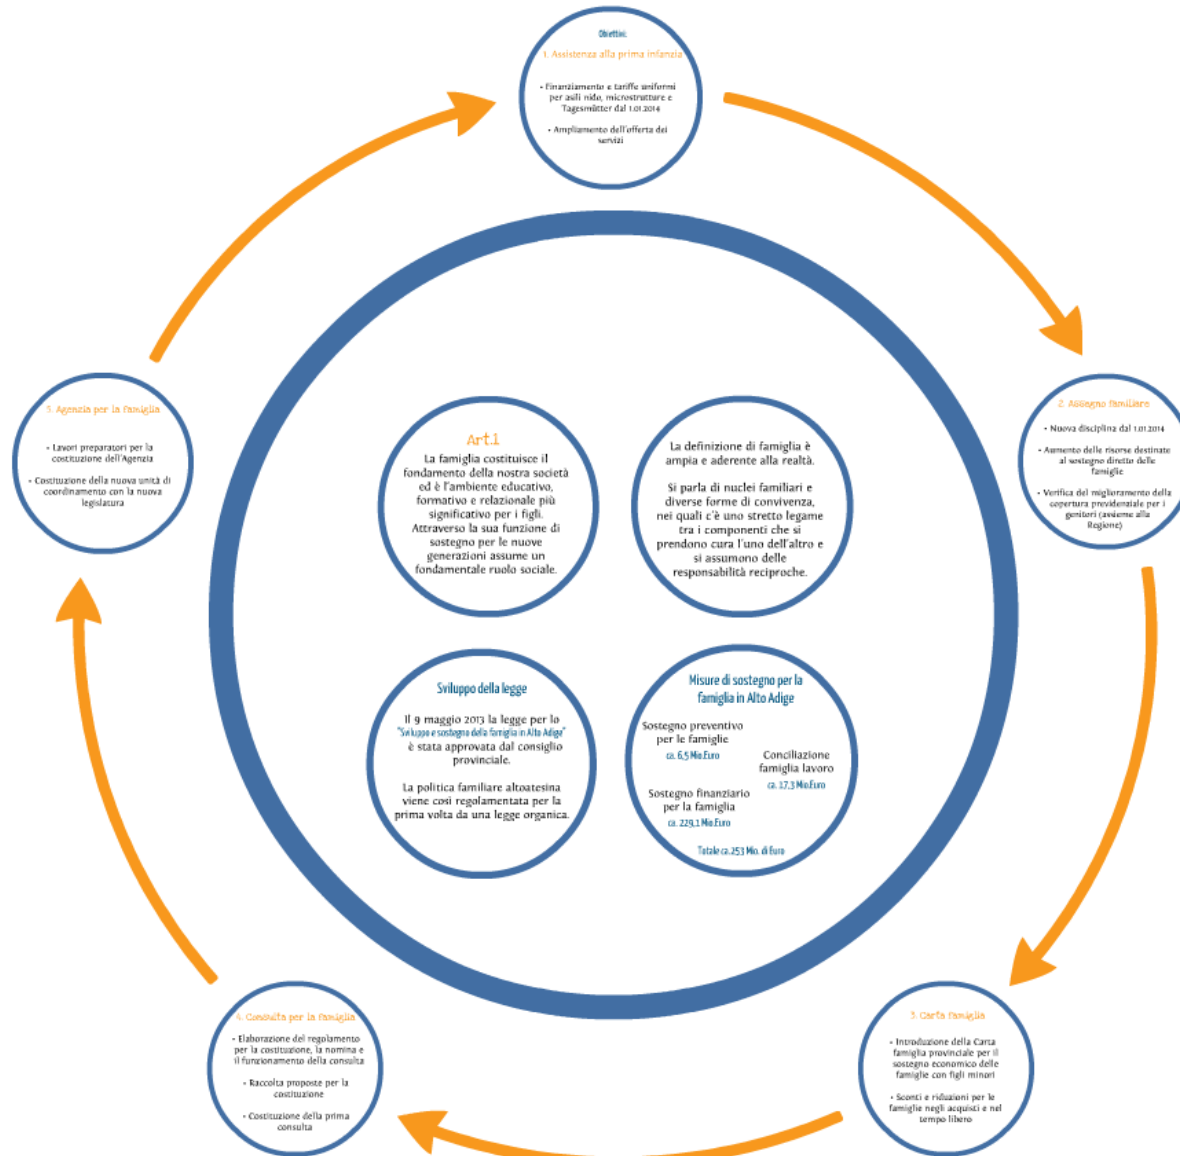 Obiettivi:
1. Assistenza alla prima infanzia
• Finanziamento e tariffe uniformi
per asili nido, microstrutture e
Tagesmütter dal 1.01.2014
• Ampliamento dell'offerta dei
servizi
2. Assegno familiare
• Nuova disciplina dal 1.01.2014
• Aumento delle risorse destinate
al sostegno diretto delle
famiglie
• Verifica del miglioramento della
copertura previdenziale per i
genitori (assieme alla
Regione)
3. Carta famiglia
• Introduzione della Carta
famiglia provinciale per il
sostegno economico delle
famiglie con figli minori
• Sconti e riduzioni per le
famiglie negli acquisti e nel
tempo libero
4. Consulta per la famiglia
• Elaborazione del regolamento
per la costituzione, la nomina e
il funzionamento della consulta
• Raccolta proposte per la
costituzione
• Costituzione della prima
consulta
5. Agenzia per la famiglia
• Lavori preparatori per la
costituzione dell'Agenzia
• Costituzione della nuova unità di
coordinamento con la nuova
legislatura
Art.1
La famiglia costituisce il
fondamento della nostra società
ed è l'ambiente educativo,
formativo e relazionale più
significativo per i figli.
Attraverso la sua funzione di
sostegno per le nuove
generazioni assume un
fondamentale ruolo sociale.
La definizione di famiglia è
ampia e aderente alla realtà.
Si parla di nuclei familiari e
diverse forme di convivenza,
nei quali c'è uno stretto legame
tra i componenti che si
prendono cura l'uno dell'altro e
si assumono delle
responsabilità reciproche.
Sviluppo della legge
Il 9 maggio 2013 la legge per lo
"Sviluppo e sostegno della famiglia in Alto Adige"
è stata approvata dal consiglio
provinciale.
La politica familiare altoatesina
viene così regolamentata per la
prima volta da una legge organica.
Misure di sostegno per la
famiglia in Alto Adige
Sostegno preventivo
per le famiglie
ca. 6,5 Mio.Euro
Conciliazione
famiglia lavoro
ca. 17,3 Mio.Euro
Sostegno finanziario
per la famiglia
ca. 229,1 Mio.Euro
Totale ca.253 Mio. di Euro